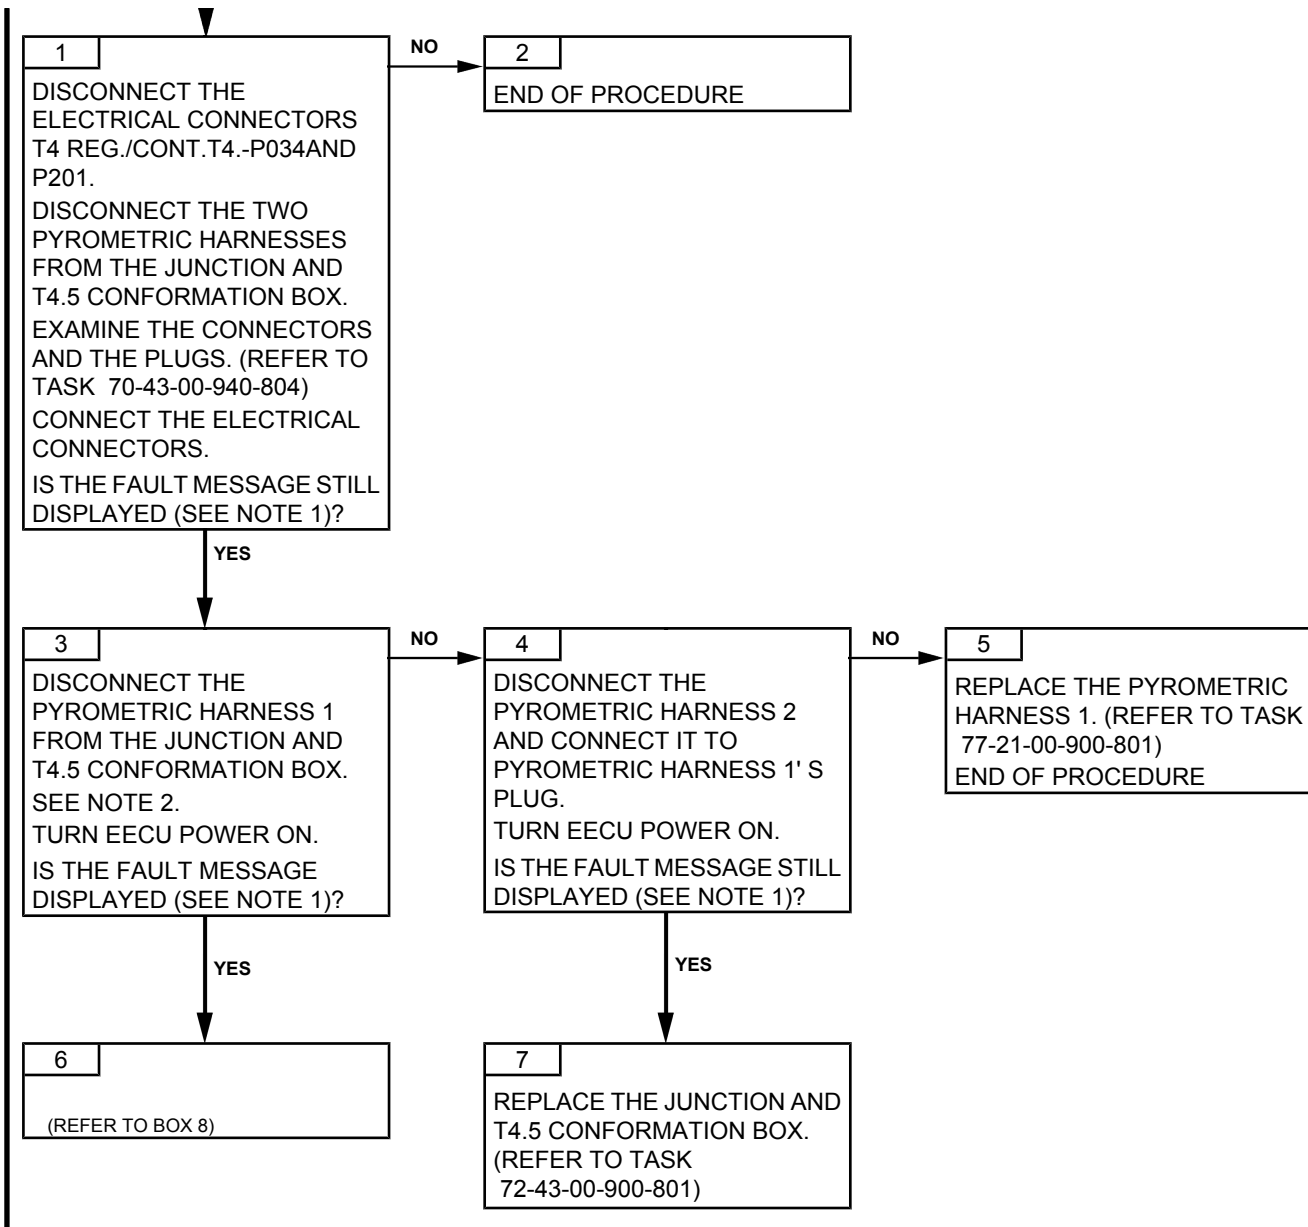 1
DISCONNECT THE
ELECTRICAL CONNECTORS
T4 REG./CONT.T4.-P034AND
P201.
DISCONNECT THE TWO
PYROMETRIC HARNESSES
FROM THE JUNCTION AND
T4.5 CONFORMATION BOX.
EXAMINE THE CONNECTORS
AND THE PLUGS. (REFER TO
TASK 70-43-00-940-804)
CONNECT THE ELECTRICAL
CONNECTORS.
IS THE FAULT MESSAGE STILL
DISPLAYED (SEE NOTE 1)?
NO
2
END OF PROCEDURE
YES
3
DISCONNECT THE
PYROMETRIC HARNESS 1
FROM THE JUNCTION AND
T4.5 CONFORMATION BOX.
SEE NOTE 2.
TURN EECU POWER ON.
IS THE FAULT MESSAGE
DISPLAYED (SEE NOTE 1)?
NO
4
DISCONNECT THE
PYROMETRIC HARNESS 2
AND CONNECT IT TO
PYROMETRIC HARNESS 1' S
PLUG.
TURN EECU POWER ON.
IS THE FAULT MESSAGE STILL
DISPLAYED (SEE NOTE 1)?
NO
5
REPLACE THE PYROMETRIC
HARNESS 1. (REFER TO TASK
77-21-00-900-801)
END OF PROCEDURE
YES
6
(REFER TO BOX 8)
YES
7
REPLACE THE JUNCTION AND
T4.5 CONFORMATION BOX.
(REFER TO TASK
72-43-00-900-801)